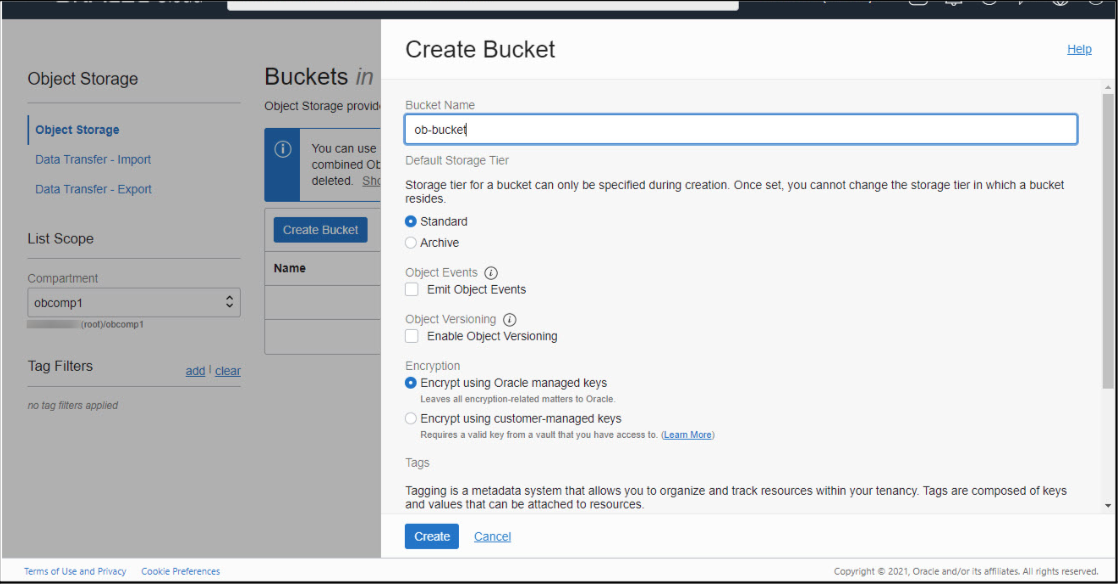 Object Storage
Object Storage
Data Transfer - Import
Data Transfer - Export
List Scope
Compartment
obcomp1
(root)/obcomp1
Tag Filters
add | clear
no tag filters applied
Buckets in
Object Storage
You can use
combined
deleted.
Create Bucket
Name
Create Bucket
Help
Bucket Name
ob-bucket
Default Storage Tier
Storage tier for a bucket can only be specified during creation. Once set, you cannot change the storage tier in which a bucket
resides.
Standard
Archive
Object Events
Emit Object Events
Object Versioning
Enable Object Versioning
Encryption
Encrypt using Oracle managed keys
Leaves all encryption-related matters to Oracle.
Encrypt using customer-managed keys
Requires a valid key from a vault that you have access to. (Learn More)
Tags
Tagging is a metadata system that allows you to organize and track resources within your tenancy. Tags are composed of keys
and values that can be attached to resources.
Create
Cancel
Terms of Use and Privacy
Cookie Preferences
Copyright © 2021, Oracle and/or its affiliates. All rights reserved.